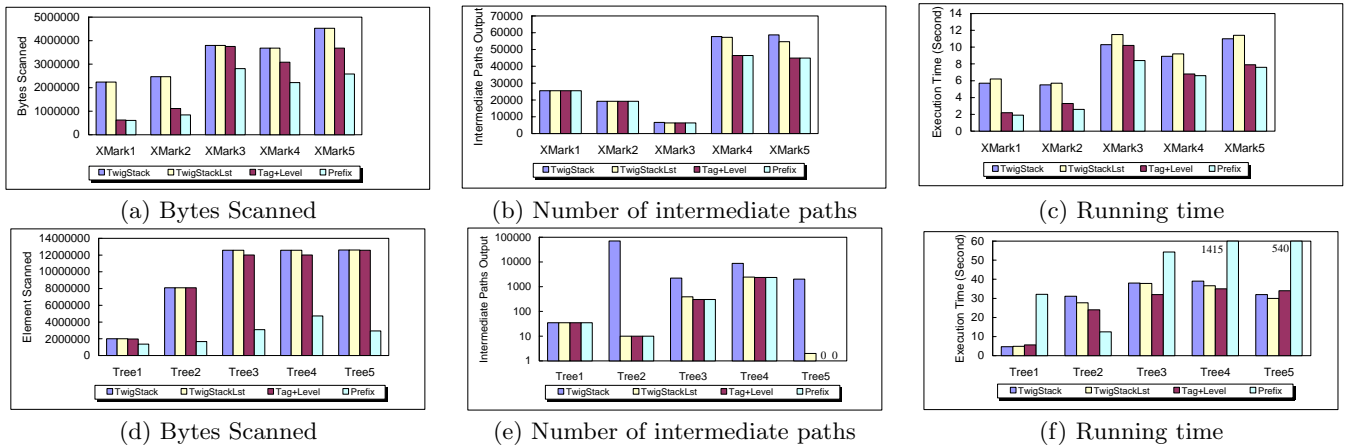 5000000
4000000
3000000
2000000
1000000
0
Bytes Scanned
XMark1 XMark2 XMark3 XMark4 XMark5
TwigStack TwigStackLst Tag+Level Prefix
(a) Bytes Scanned
70000
60000
50000
40000
30000
20000
10000
0
Intermediate Paths Output
XMark1 XMark2 XMark3 XMark4 XMark5
TwigStack TwigStackLst Tag+Level Prefix
(b) Number of intermediate paths
14
12
10
8
6
4
2
0
Execution Time (Second)
XMark1 XMark2 XMark3 XMark4 XMark5
TwigStack TwigStackLst Tag+Level Prefix
(c) Running time
14000000
12000000
10000000
8000000
6000000
4000000
2000000
0
Element Scanned
Tree1 Tree2 Tree3 Tree4 Tree5
TwigStack TwigStackLst Tag+Level Prefix
(d) Bytes Scanned
100000
10000
1000
100
10
1
Intermediate Paths Output
0 0
Tree1 Tree2 Tree3 Tree4 Tree5
TwigStack TwigStackLst Tag+Level Prefix
(e) Number of intermediate paths
60
50
40
30
20
10
0
Execution Time (Second)
1415 540
Tree1 Tree2 Tree3 Tree4 Tree5
TwigStack TwigStackLst Tag+Level Prefix
(f) Running time